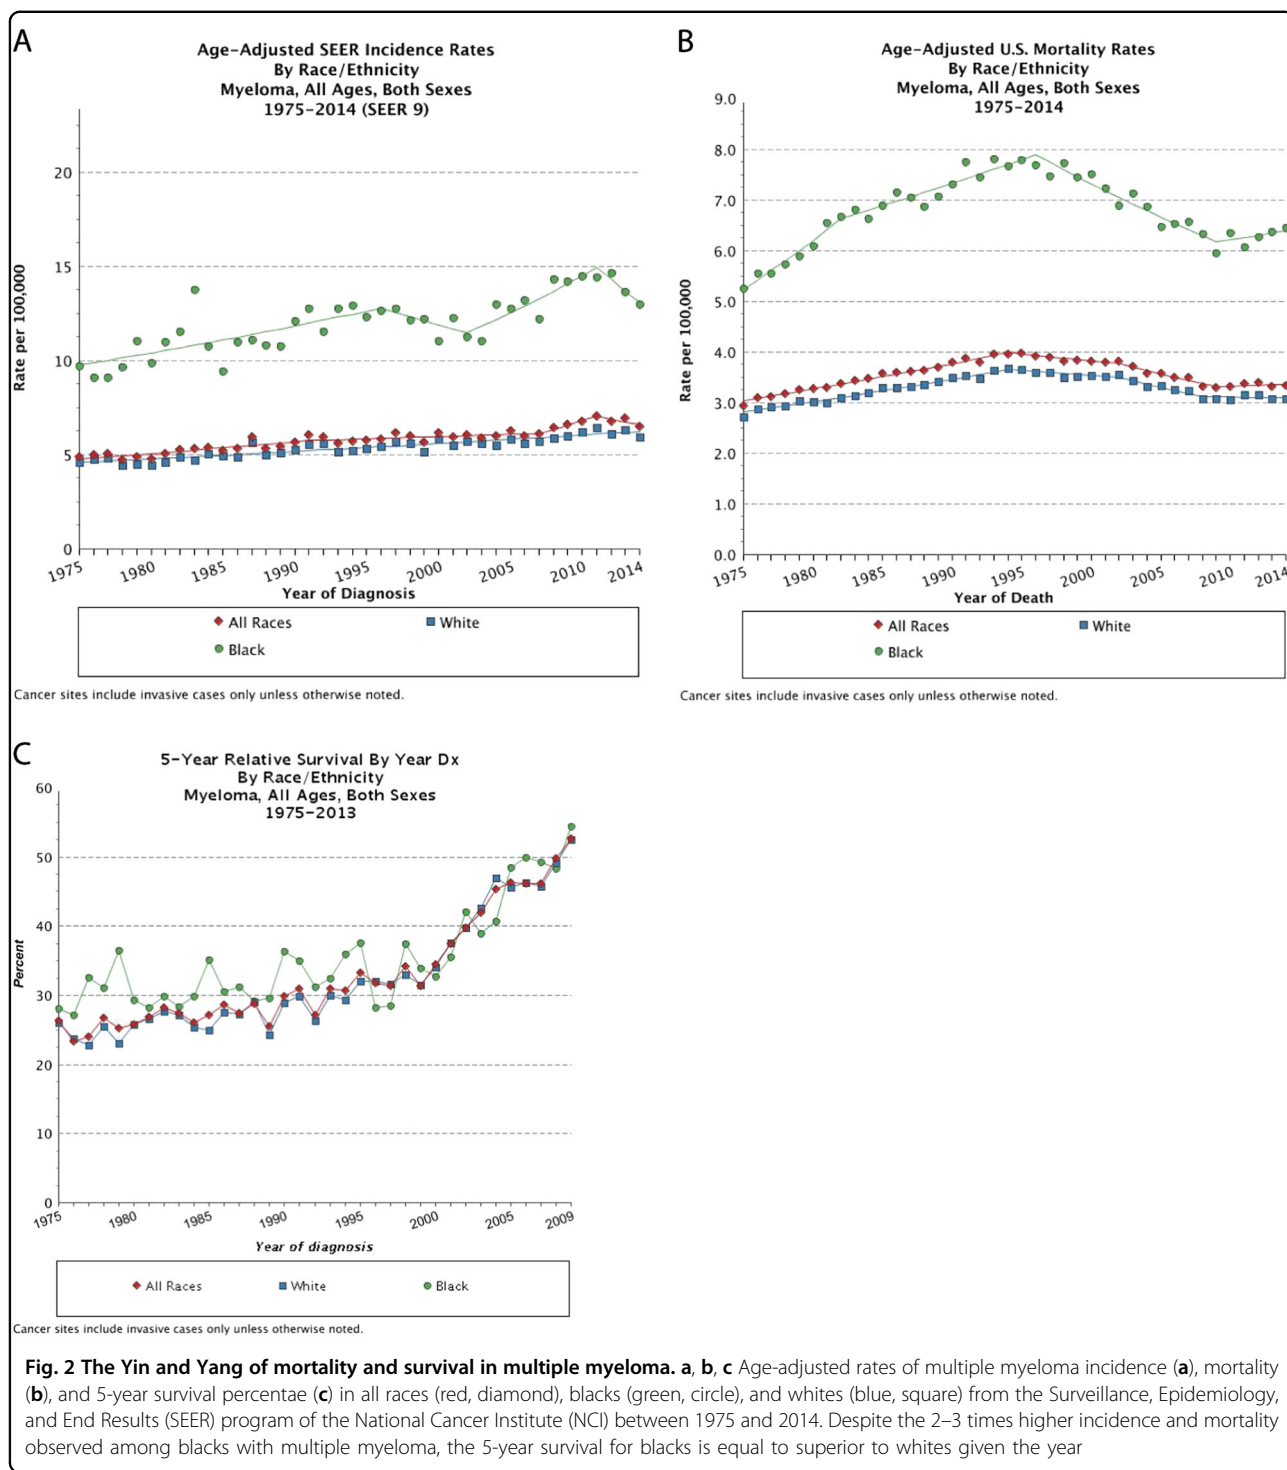 A
Age-Adjusted SEER Incidence Rates
By Race/Ethnicity
Myeloma, All Ages, Both Sexes
1975-2014 (SEER 9)
Rate per 100,000
20
15
10
5
0
1975
1980
1985
1990
1995
2000
2005
2010
2014
Year of Diagnosis
All Races
White
Black
Cancer sites include invasive cases only unless otherwise noted.
B
Age-Adjusted U.S. Mortality Rates
By Race/Ethnicity
Myeloma, All Ages, Both Sexes
1975-2014
Rate per 100,000
9.0
8.0
7.0
6.0
5.0
4.0
3.0
2.0
1.0
0.0
1975
1980
1985
1990
1995
2000
2005
2010
2014
Year of Death
All Races
White
Black
Cancer sites include invasive cases only unless otherwise noted.
C
5-Year Relative Survival By Year Dx
By Race/Ethnicity
Myeloma, All Ages, Both Sexes
1975-2013
Percent
60
50
40
30
20
10
0
1975
1980
1985
1990
1995
2000
2005
2009
Year of diagnosis
All Races
White
Black
Cancer sites include invasive cases only unless otherwise noted.
Fig. 2 The Yin and Yang of mortality and survival in multiple myeloma. a, b, c Age-adjusted rates of multiple myeloma incidence (a), mortality
(b), and 5-year survival percentae (c) in all races (red, diamond), blacks (green, circle), and whites (blue, square) from the Surveillance, Epidemiology,
and End Results (SEER) program of the National Cancer Institute (NCI) between 1975 and 2014. Despite the 2–3 times higher incidence and mortality
observed among blacks with multiple myeloma, the 5-year survival for blacks is equal to superior to whites given the year